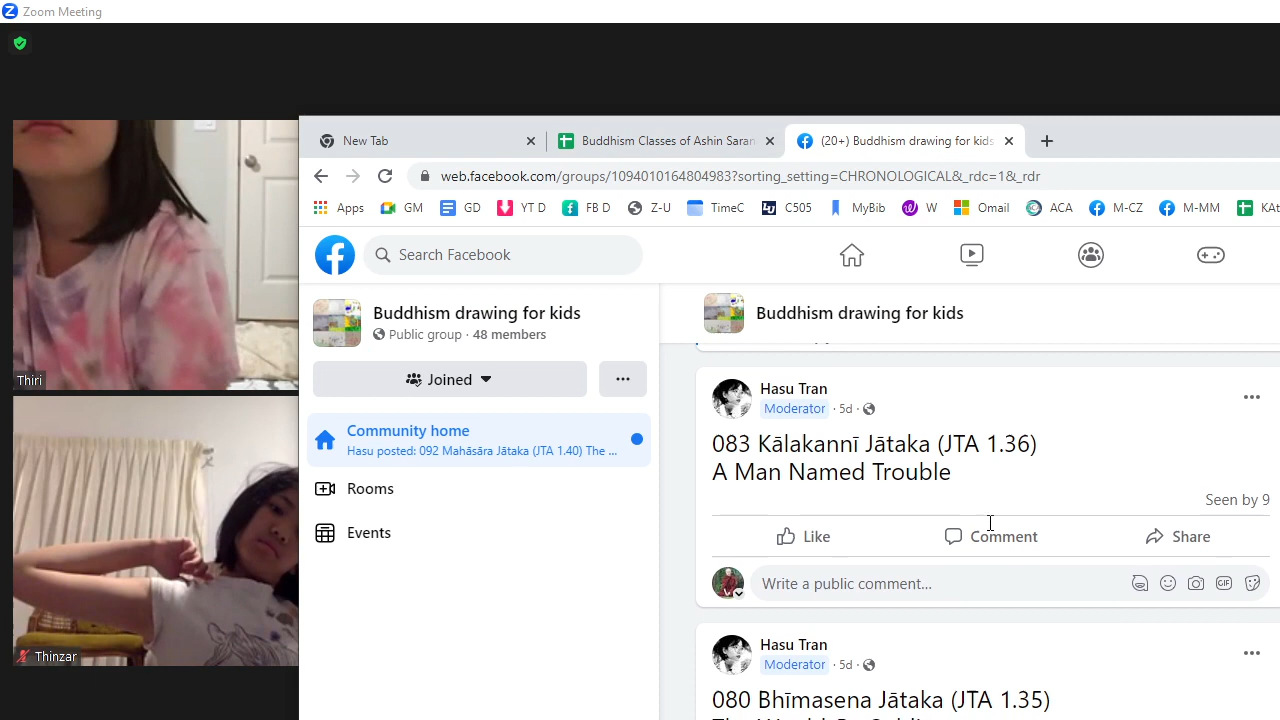 Zoom Meeting
Thiri
Thinzar
New Tab
Buddhism Classes of Ashin Saran
(20+) Buddhism drawing for kids
web.facebook.com/groups/1094010164804983?sorting_setting=CHRONOLOGICAL&_rdc=1&_rdr
Apps GM GD YT D FB D Z-U TimeC C505 MyBib W Omail ACA M-CZ M-MM KAt
Search Facebook
Buddhism drawing for kids
Public group · 48 members
Joined
Community home
Hasu posted: 092 Mahāsāra Jātaka (JTA 1.40) The ...
Rooms
Events
Buddhism drawing for kids
Hasu Tran
Moderator · 5d ·
083 Kālakannī Jātaka (JTA 1.36)
A Man Named Trouble
Seen by 9
Like Comment Share
Write a public comment...
GIF
Hasu Tran
Moderator · 5d ·
080 Bhīmasena Jātaka (JTA 1.35)